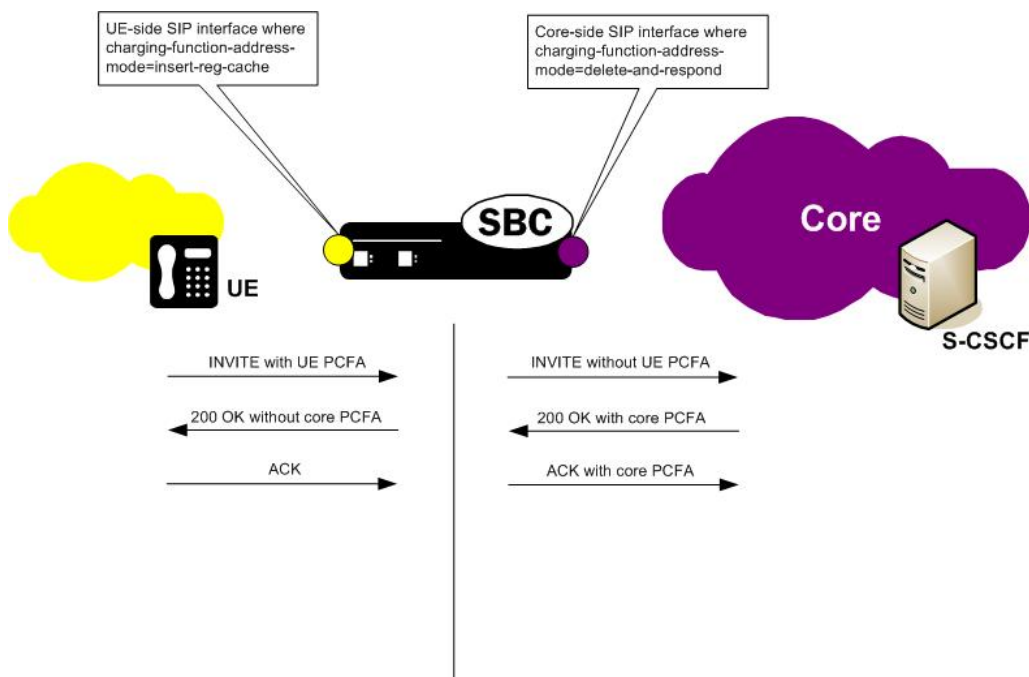 UE-side SIP interface where
charging-function-address-
mode=insert-reg-cache
Core-side SIP interface where
charging-function-address-
mode=delete-and-respond
SBC
Core
UE
S-CSCF
INVITE with UE PCFA
INVITE without UE PCFA
200 OK without core PCFA
200 OK with core PCFA
ACK
ACK with core PCFA